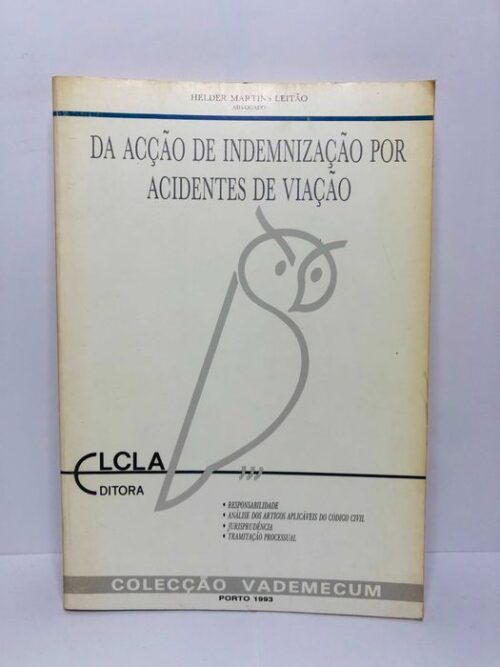 HELDER MARTINS LEITÃO
ADVOGADO
DA ACÇÃO DE INDEMNIZAÇÃO POR
ACIDENTES DE VIAÇÃO
ELCLA
EDITORA
• RESPONSABILIDADE
• ANÁLISE DOS ARTIGOS APLICÁVEIS DO CÓDIGO CIVIL
• JURISPRUDÊNCIA
• TRAMITAÇÃO PROCESSUAL
COLECÇÃO VADEMECUM
PORTO 1993